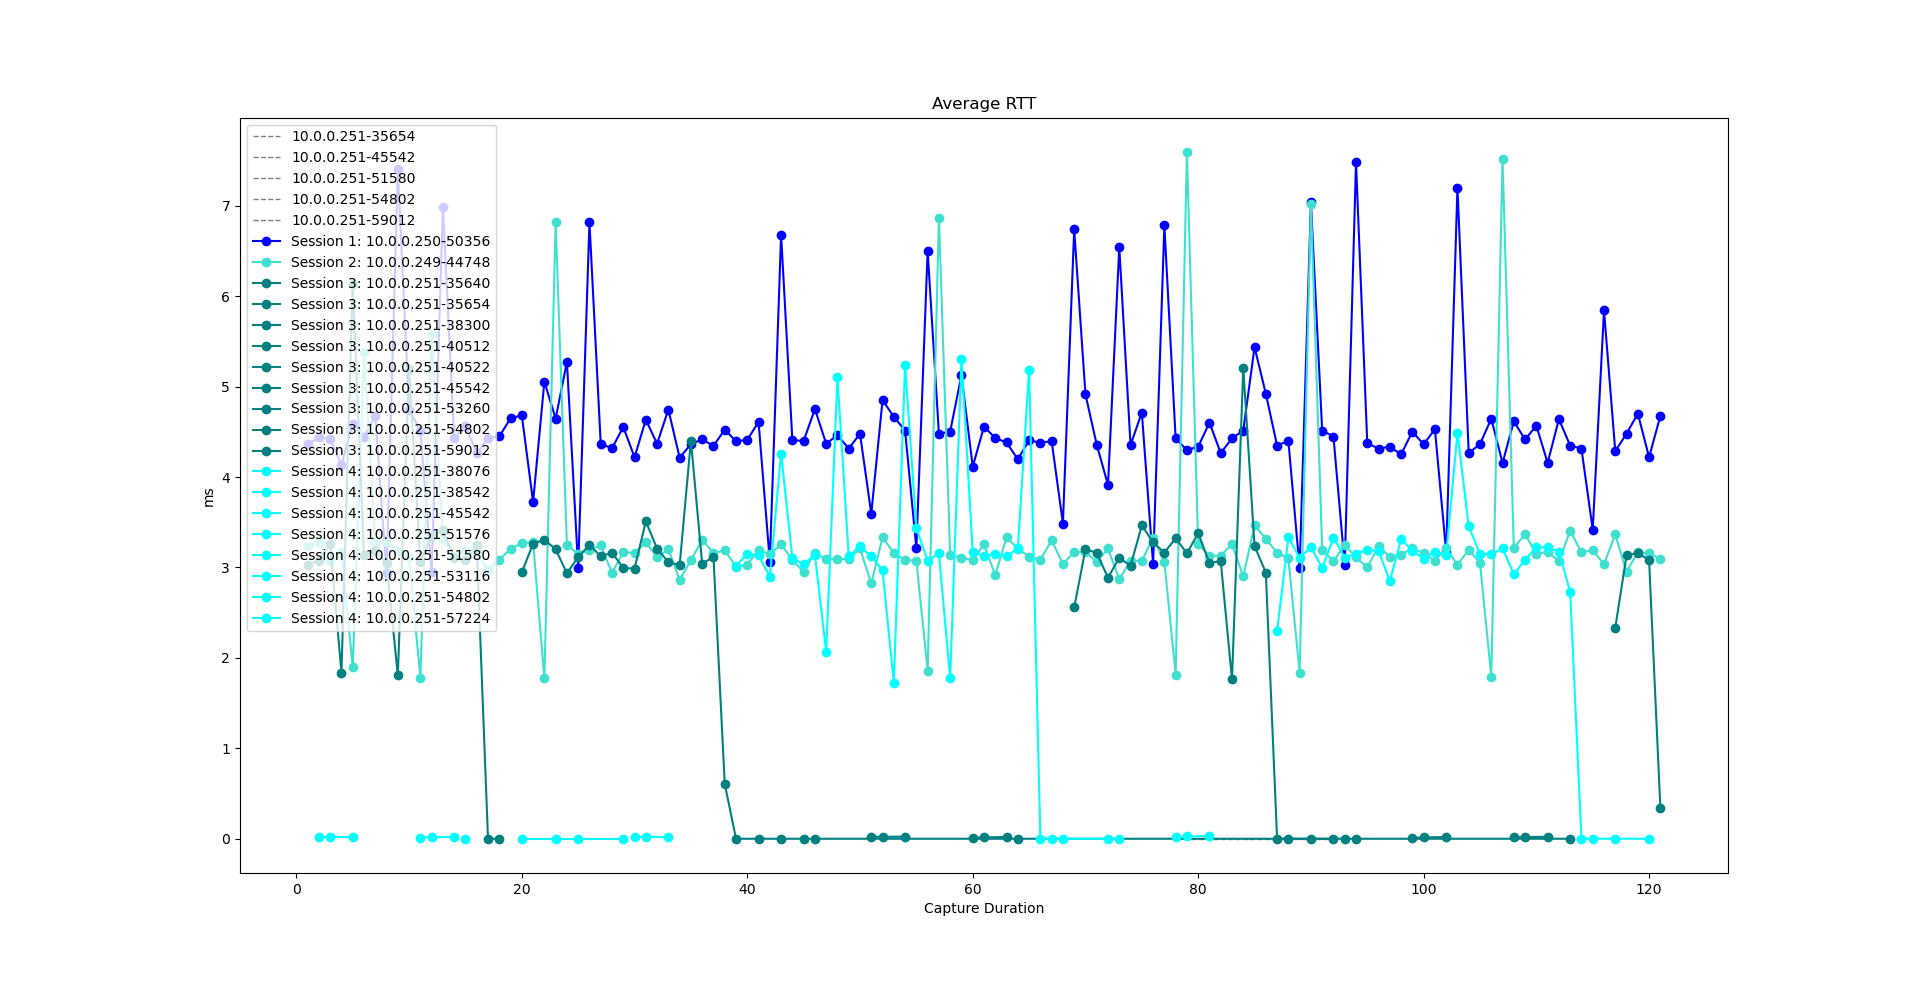 Average RTT
10.0.0.251-35654
10.0.0.251-45542
10.0.0.251-51580
10.0.0.251-54802
10.0.0.251-59012
Session 1: 10.0.0.250-50356
Session 2: 10.0.0.249-44748
Session 3: 10.0.0.251-35640
Session 3: 10.0.0.251-35654
Session 3: 10.0.0.251-38300
Session 3: 10.0.0.251-40512
Session 3: 10.0.0.251-40522
Session 3: 10.0.0.251-45542
Session 3: 10.0.0.251-53260
Session 3: 10.0.0.251-54802
Session 3: 10.0.0.251-59012
Session 4: 10.0.0.251-38076
Session 4: 10.0.0.251-38542
Session 4: 10.0.0.251-45542
Session 4: 10.0.0.251-51576
Session 4: 10.0.0.251-51580
Session 4: 10.0.0.251-53116
Session 4: 10.0.0.251-54802
Session 4: 10.0.0.251-57224
7
6
5
4
3
2
1
0
ms
0 20 40 60 80 100 120
Capture Duration